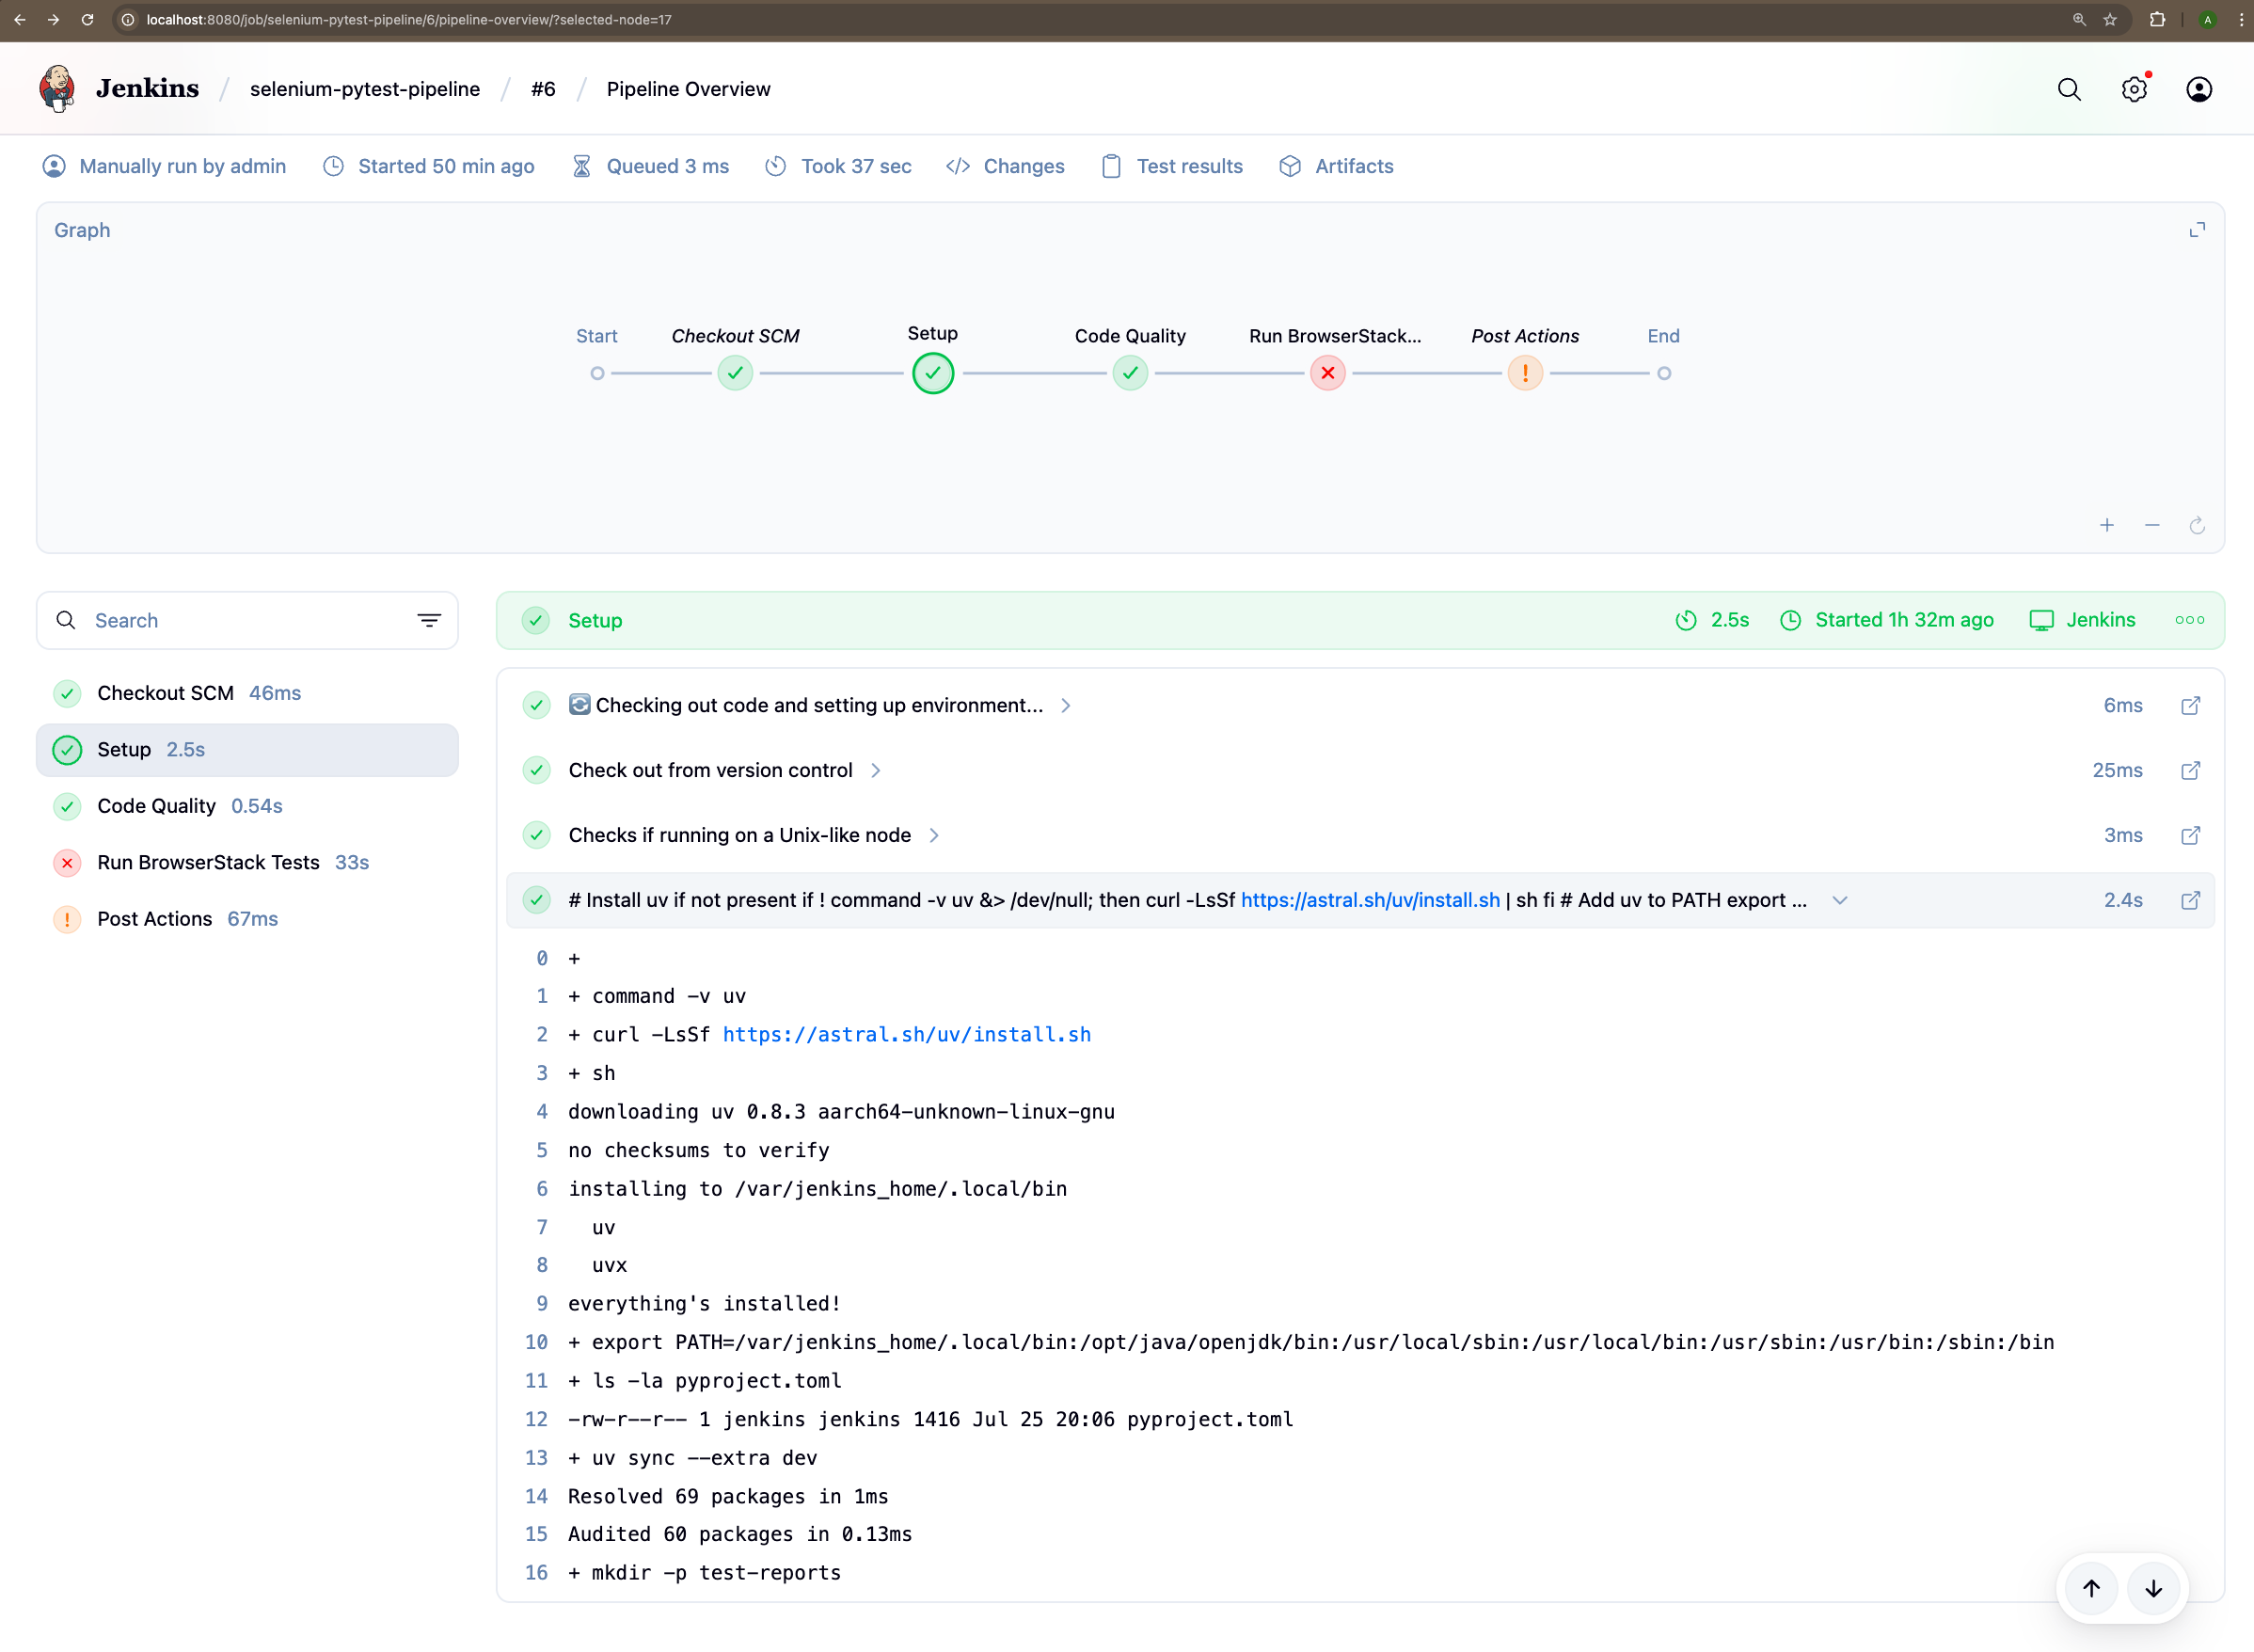 localhost:8080/job/selenium-pytest-pipeline/6/pipeline-overview/?selected-node=17
A
Jenkins / selenium-pytest-pipeline / #6 / Pipeline Overview
Manually run by admin Started 50 min ago Queued 3 ms Took 37 sec </> Changes Test results Artifacts
Graph
Start Checkout SCM Setup Code Quality Run BrowserStack... Post Actions End
Search
Checkout SCM 46ms
Setup 2.5s
Code Quality 0.54s
Run BrowserStack Tests 33s
Post Actions 67ms
Setup 2.5s Started 1h 32m ago Jenkins
Checking out code and setting up environment... 6ms
Check out from version control 25ms
Checks if running on a Unix-like node 3ms
# Install uv if not present if ! command -v uv &> /dev/null; then curl -LsSf https://astral.sh/uv/install.sh | sh fi # Add uv to PATH export ... 2.4s
0 +
1 + command -v uv
2 + curl -LsSf https://astral.sh/uv/install.sh
3 + sh
4 downloading uv 0.8.3 aarch64-unknown-linux-gnu
5 no checksums to verify
6 installing to /var/jenkins_home/.local/bin
7 uv
8 uvx
9 everything's installed!
10 + export PATH=/var/jenkins_home/.local/bin:/opt/java/openjdk/bin:/usr/local/sbin:/usr/local/bin:/usr/sbin:/usr/bin:/sbin:/bin
11 + ls -la pyproject.toml
12 -rw-r--r-- 1 jenkins jenkins 1416 Jul 25 20:06 pyproject.toml
13 + uv sync --extra dev
14 Resolved 69 packages in 1ms
15 Audited 60 packages in 0.13ms
16 + mkdir -p test-reports